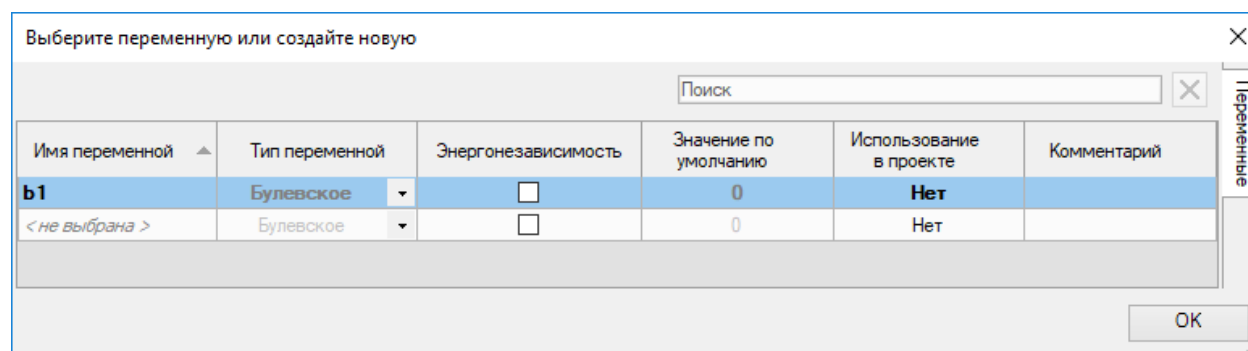 Выберите переменную или создайте новую
Поиск
Переменные
Имя переменной Тип переменной Энергонезависимость Значение по умолчанию Использование в проекте Комментарий
b1 Булевское 0 Нет
< не выбрана > Булевское 0 Нет
OK